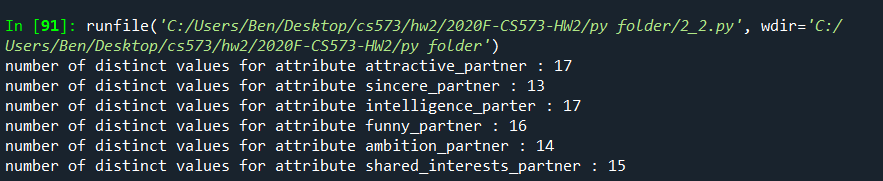 In [91]: runfile('C:/Users/Ben/Desktop/cs573/hw2/2020F-CS573-HW2/py folder/2_2.py', wdir='C:/
Users/Ben/Desktop/cs573/hw2/2020F-CS573-HW2/py folder')
number of distinct values for attribute attractive_partner : 17
number of distinct values for attribute sincere_partner : 13
number of distinct values for attribute intelligence_parter : 17
number of distinct values for attribute funny_partner : 16
number of distinct values for attribute ambition_partner : 14
number of distinct values for attribute shared_interests_partner : 15